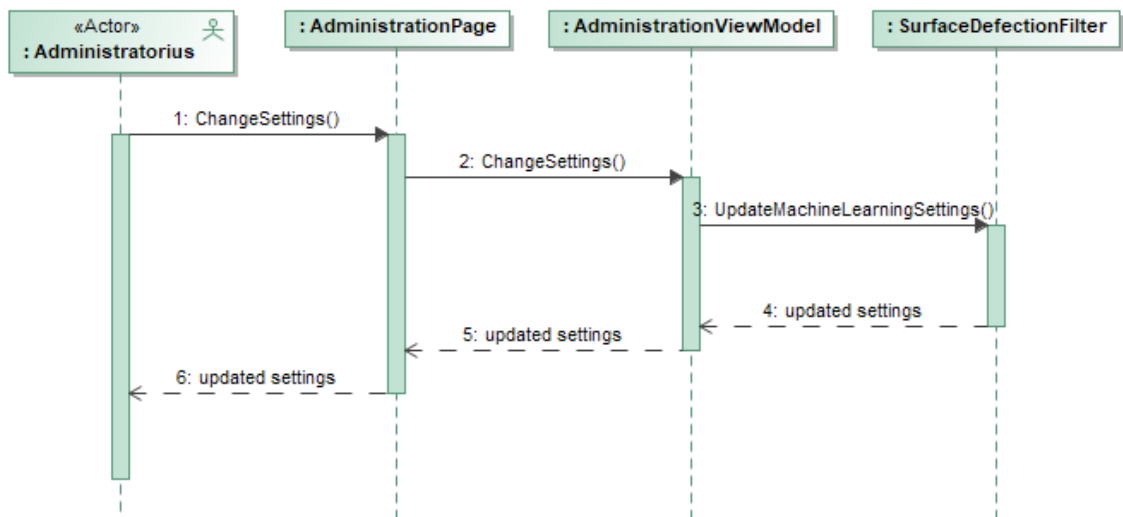 «Actor»
: Administratorius
: AdministrationPage
: AdministrationViewModel
: SurfaceDefectionFilter
1: ChangeSettings()
2: ChangeSettings()
3: UpdateMachineLearningSettings()
4: updated settings
5: updated settings
6: updated settings